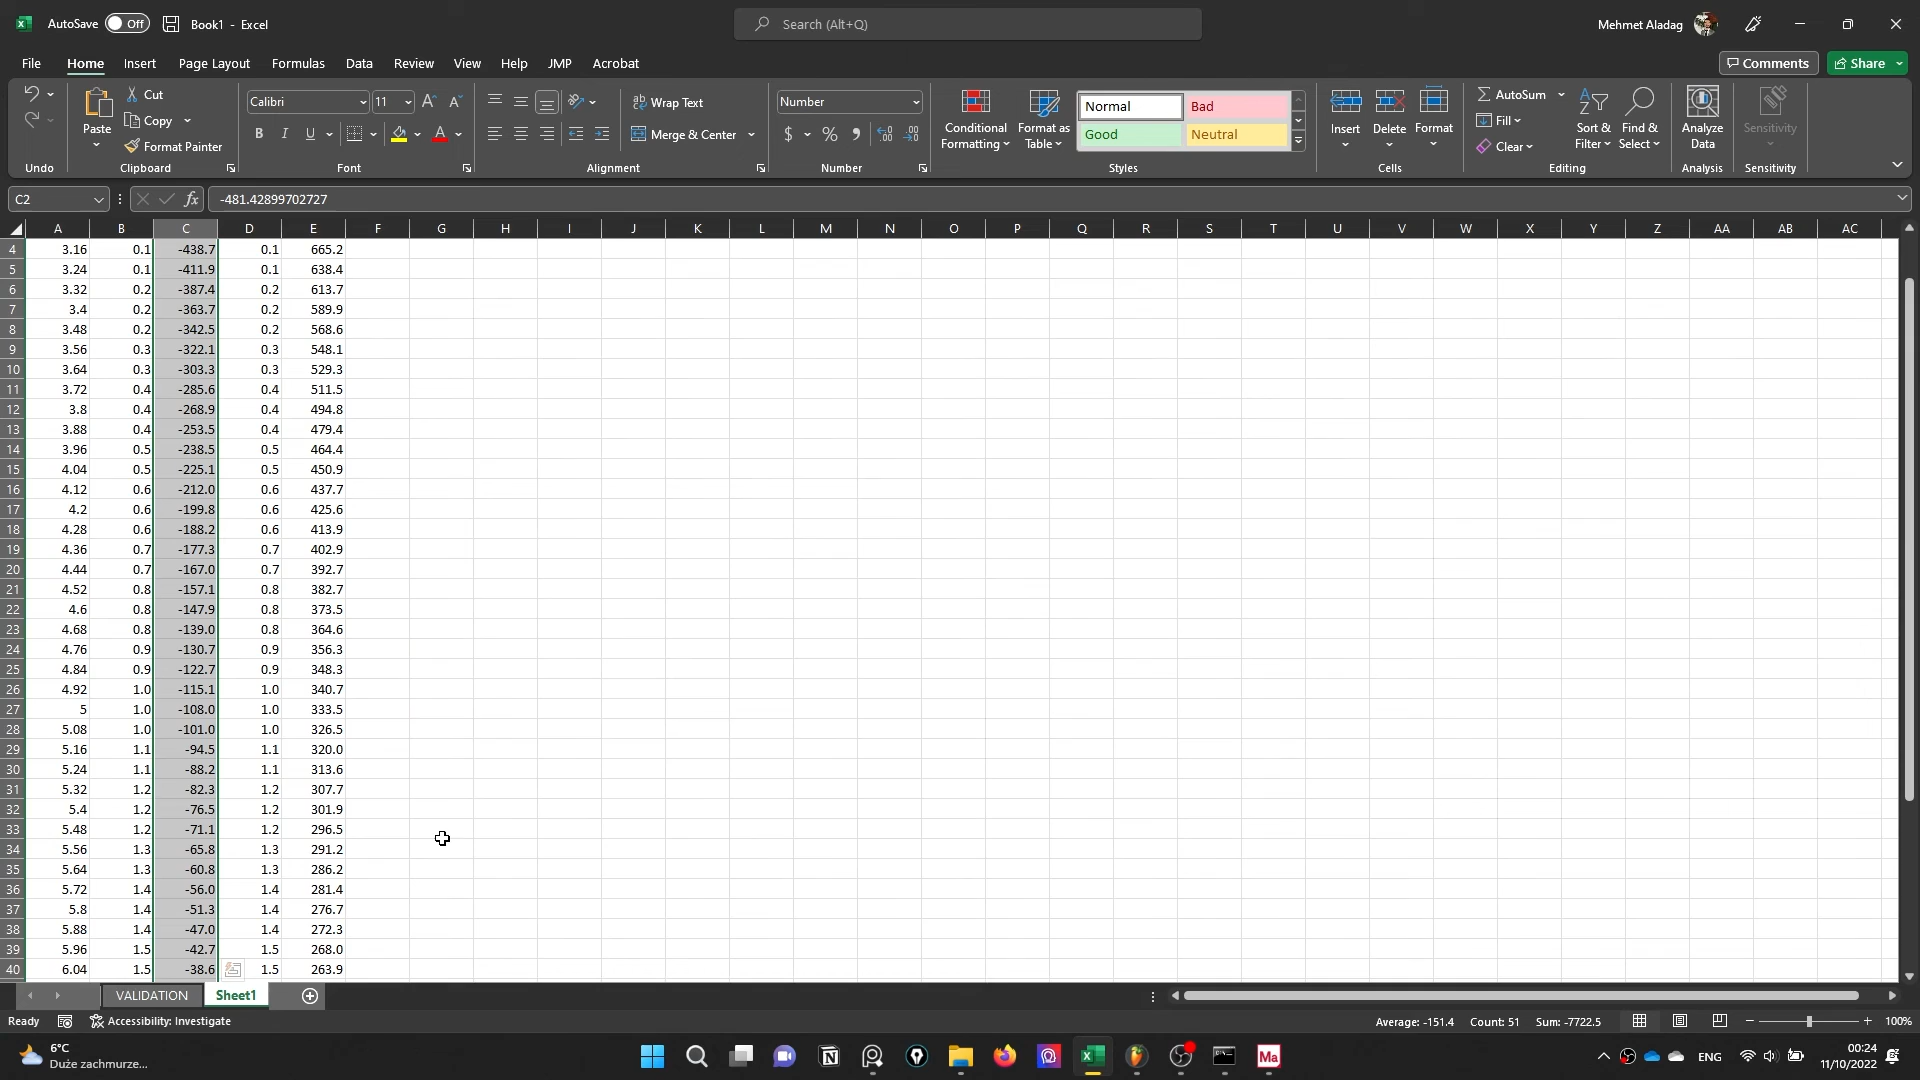 AutoSave Off Book1 - Excel Search (Alt+Q) Mehmet Aladag
File Home Insert Page Layout Formulas Data Review View Help JMP Acrobat Comments Share
Paste Cut Copy Format Painter
Calibri 11 B I U
Wrap Text Merge & Center
Number $ % ,
Conditional Formatting Format as Table Normal Bad Good Neutral
Insert Delete Format
AutoSum Fill Clear Sort & Filter Find & Select
Analyze Data Sensitivity
Undo Clipboard Font Alignment Number Styles Cells Editing Analysis Sensitivity
C2 fx -481.42899702727
A B C D E F G H I J K L M N O P Q R S T U V W X Y Z AA AB AC
4 3.16 0.1 -438.7 0.1 665.2
5 3.24 0.1 -411.9 0.1 638.4
6 3.32 0.2 -387.4 0.2 613.7
7 3.4 0.2 -363.7 0.2 589.9
8 3.48 0.2 -342.5 0.2 568.6
9 3.56 0.3 -322.1 0.3 548.1
10 3.64 0.3 -303.3 0.3 529.3
11 3.72 0.4 -285.6 0.4 511.5
12 3.8 0.4 -268.9 0.4 494.8
13 3.88 0.4 -253.5 0.4 479.4
14 3.96 0.5 -238.5 0.5 464.4
15 4.04 0.5 -225.1 0.5 450.9
16 4.12 0.6 -212.0 0.6 437.7
17 4.2 0.6 -199.8 0.6 425.6
18 4.28 0.6 -188.2 0.6 413.9
19 4.36 0.7 -177.3 0.7 402.9
20 4.44 0.7 -167.0 0.7 392.7
21 4.52 0.8 -157.1 0.8 382.7
22 4.6 0.8 -147.9 0.8 373.5
23 4.68 0.8 -139.0 0.8 364.6
24 4.76 0.9 -130.7 0.9 356.3
25 4.84 0.9 -122.7 0.9 348.3
26 4.92 1.0 -115.1 1.0 340.7
27 5 1.0 -108.0 1.0 333.5
28 5.08 1.0 -101.0 1.0 326.5
29 5.16 1.1 -94.5 1.1 320.0
30 5.24 1.1 -88.2 1.1 313.6
31 5.32 1.2 -82.3 1.2 307.7
32 5.4 1.2 -76.5 1.2 301.9
33 5.48 1.2 -71.1 1.2 296.5
34 5.56 1.3 -65.8 1.3 291.2
35 5.64 1.3 -60.8 1.3 286.2
36 5.72 1.4 -56.0 1.4 281.4
37 5.8 1.4 -51.3 1.4 276.7
38 5.88 1.4 -47.0 1.4 272.3
39 5.96 1.5 -42.7 1.5 268.0
40 6.04 1.5 -38.6 1.5 263.9
VALIDATION Sheet1
Ready Accessibility: Investigate Average: -151.4 Count: 51 Sum: -7722.5 100%
6°C
Duże zachmurze...
Ma
ENG
00:24
11/10/2022